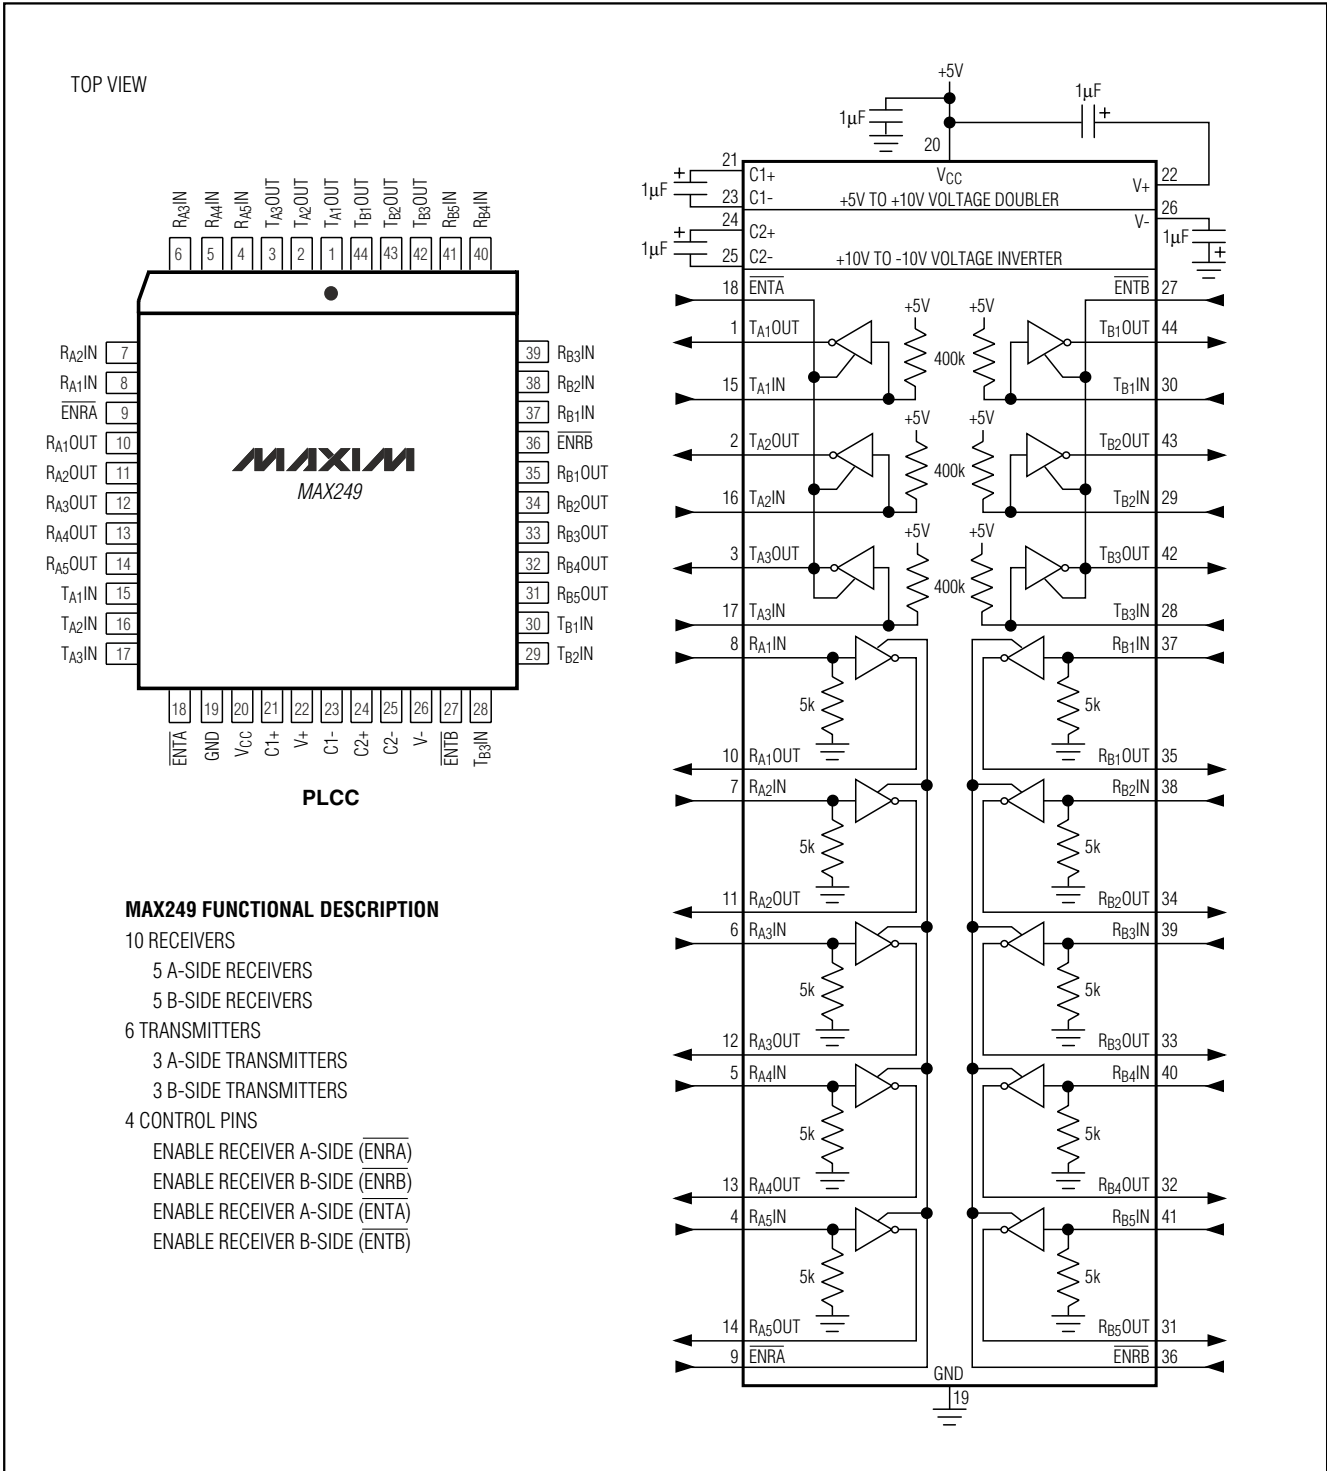 TOP VIEW
RA3IN
RA4IN
RA5IN
TA3OUT
TA2OUT
TA1OUT
TB1OUT
TB2OUT
TB3OUT
RB5IN
RB4IN
6 5 4 3 2 1 44 43 42 41 40
RA2IN 7
RA1IN 8
ENRA 9
RA1OUT 10
RA2OUT 11
RA3OUT 12
RA4OUT 13
RA5OUT 14
TA1IN 15
TA2IN 16
TA3IN 17
MAXIM
MAX249
39 RB3IN
38 RB2IN
37 RB1IN
36 ENRB
35 RB1OUT
34 RB2OUT
33 RB3OUT
32 RB4OUT
31 RB5OUT
30 TB1IN
29 TB2IN
18 19 20 21 22 23 24 25 26 27 28
ENTA
GND
VCC
C1+
V+
C1-
C2+
C2-
V-
ENTB
TB3IN
PLCC
MAX249 FUNCTIONAL DESCRIPTION
10 RECEIVERS
5 A-SIDE RECEIVERS
5 B-SIDE RECEIVERS
6 TRANSMITTERS
3 A-SIDE TRANSMITTERS
3 B-SIDE TRANSMITTERS
4 CONTROL PINS
ENABLE RECEIVER A-SIDE (ENRA)
ENABLE RECEIVER B-SIDE (ENRB)
ENABLE RECEIVER A-SIDE (ENTA)
ENABLE RECEIVER B-SIDE (ENTB)
+5V
1µF
1µF +
20
21 C1+ VCC V+ 22
+ 1µF
23 C1- +5V TO +10V VOLTAGE DOUBLER
V- 26
24 C2+
+ 1µF
1µF +
25 C2- +10V TO -10V VOLTAGE INVERTER
18 ENTA ENTB 27
+5V +5V
1 TA1OUT TB1OUT 44
400k
15 TA1IN TB1IN 30
+5V +5V
2 TA2OUT TB2OUT 43
400k
16 TA2IN TB2IN 29
+5V +5V
3 TA3OUT TB3OUT 42
400k
17 TA3IN TB3IN 28
8 RA1IN RB1IN 37
5k 5k
10 RA1OUT RB1OUT 35
7 RA2IN RB2IN 38
5k 5k
11 RA2OUT RB2OUT 34
6 RA3IN RB3IN 39
5k 5k
12 RA3OUT RB3OUT 33
5 RA4IN RB4IN 40
5k 5k
13 RA4OUT RB4OUT 32
4 RA5IN RB5IN 41
5k 5k
14 RA5OUT RB5OUT 31
9 ENRA ENRB 36
GND
19